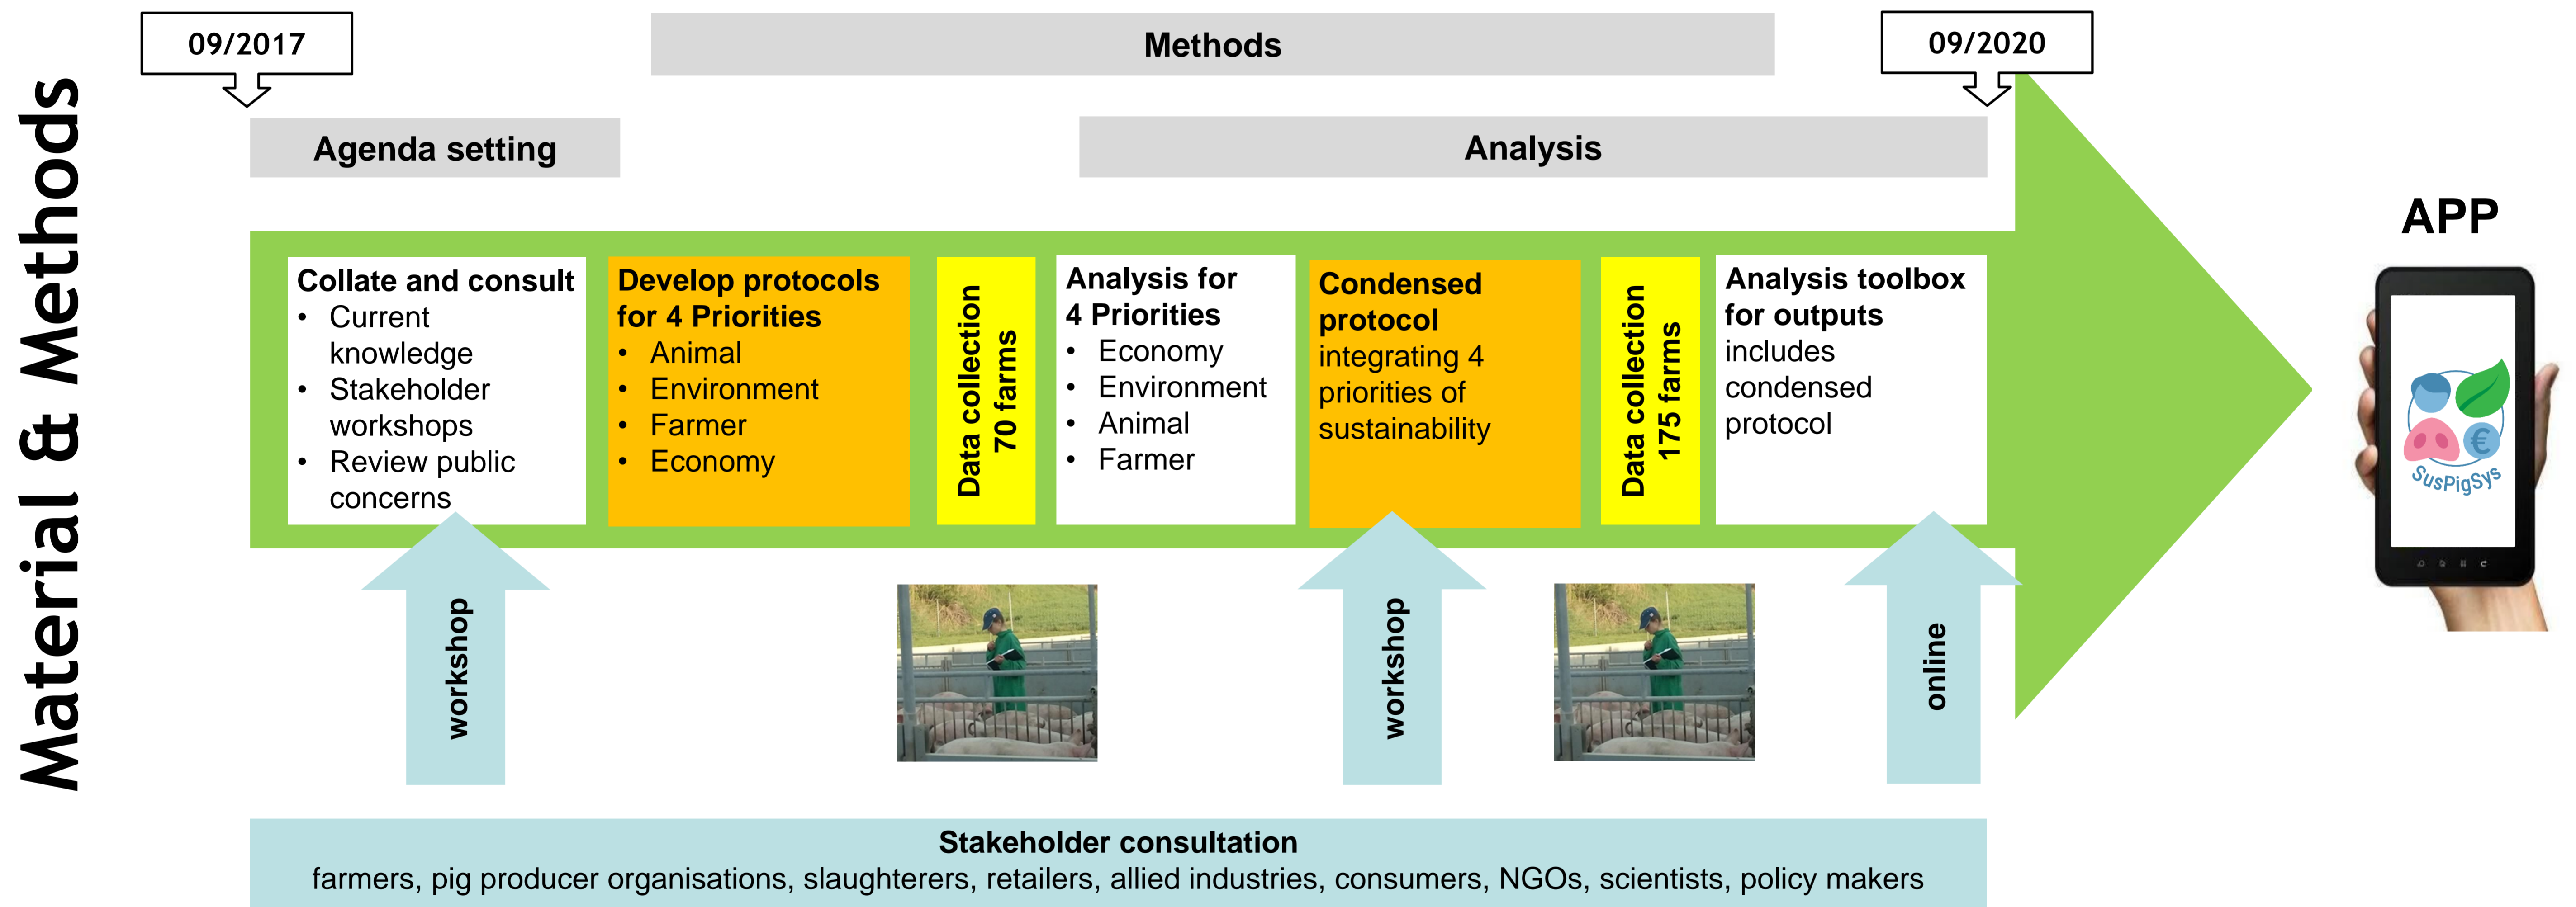 Material & Methods
09/2017
Methods
09/2020
Agenda setting
Analysis
Collate and consult
• Current
knowledge
• Stakeholder
workshops
• Review public
concerns
Develop protocols
for 4 Priorities
• Animal
• Environment
• Farmer
• Economy
Data collection
70 farms
Analysis for
4 Priorities
• Economy
• Environment
• Animal
• Farmer
Condensed
protocol
integrating 4
priorities of
sustainability
Data collection
175 farms
Analysis toolbox
for outputs
includes
condensed
protocol
APP
€
SusPigSys
workshop
workshop
online
Stakeholder consultation
farmers, pig producer organisations, slaughterers, retailers, allied industries, consumers, NGOs, scientists, policy makers